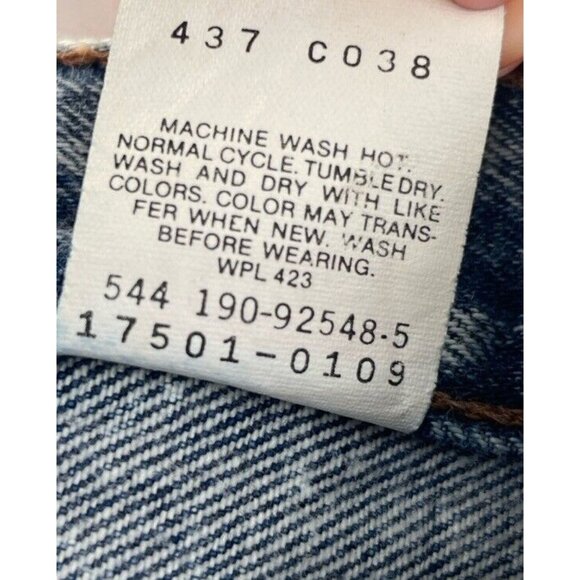 437 C038
MACHINE WASH HOT.
NORMAL CYCLE. TUMBLE DRY.
WASH AND DRY WITH LIKE
COLORS. COLOR MAY TRANS-
FER WHEN NEW. WASH
BEFORE WEARING.
WPL 423
544 190-92548-5
17501-0109